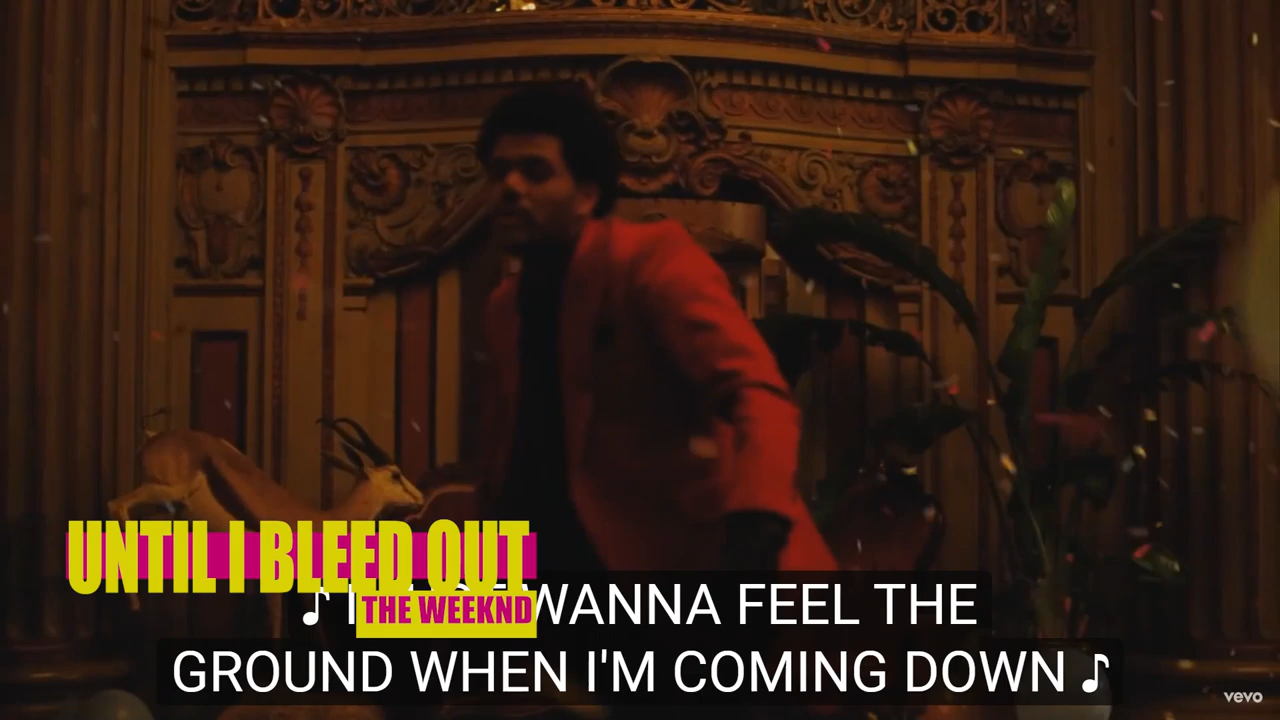 UNTIL I BLEED OUT
THE WEEKND
♪ I WANNA FEEL THE
GROUND WHEN I'M COMING DOWN ♪
vevo